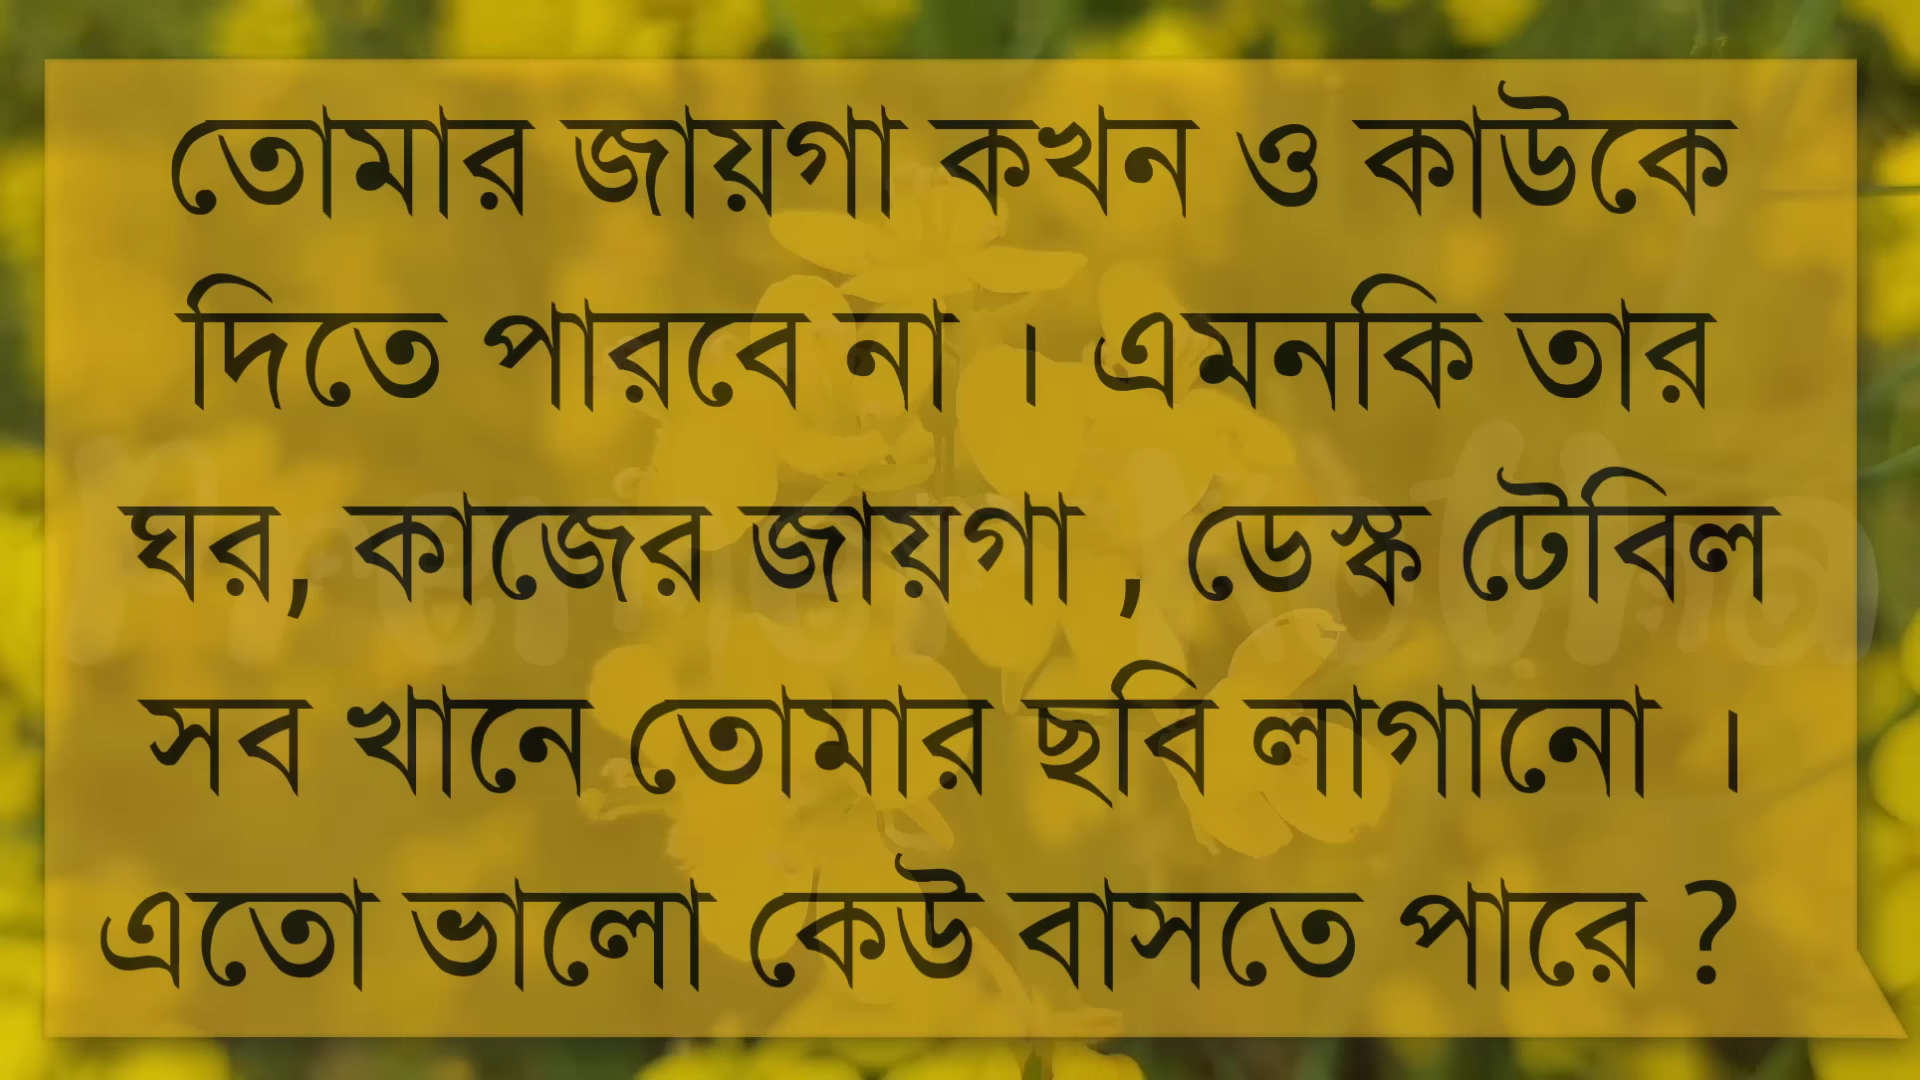 তোমার জায়গা কখন ও কাউকে
দিতে পারবে না । এমনকি তার
ঘর, কাজের জায়গা , ডেস্ক টেবিল
সব খানে তোমার ছবি লাগানো ।
এতো ভালো কেউ বাসতে পারে ?